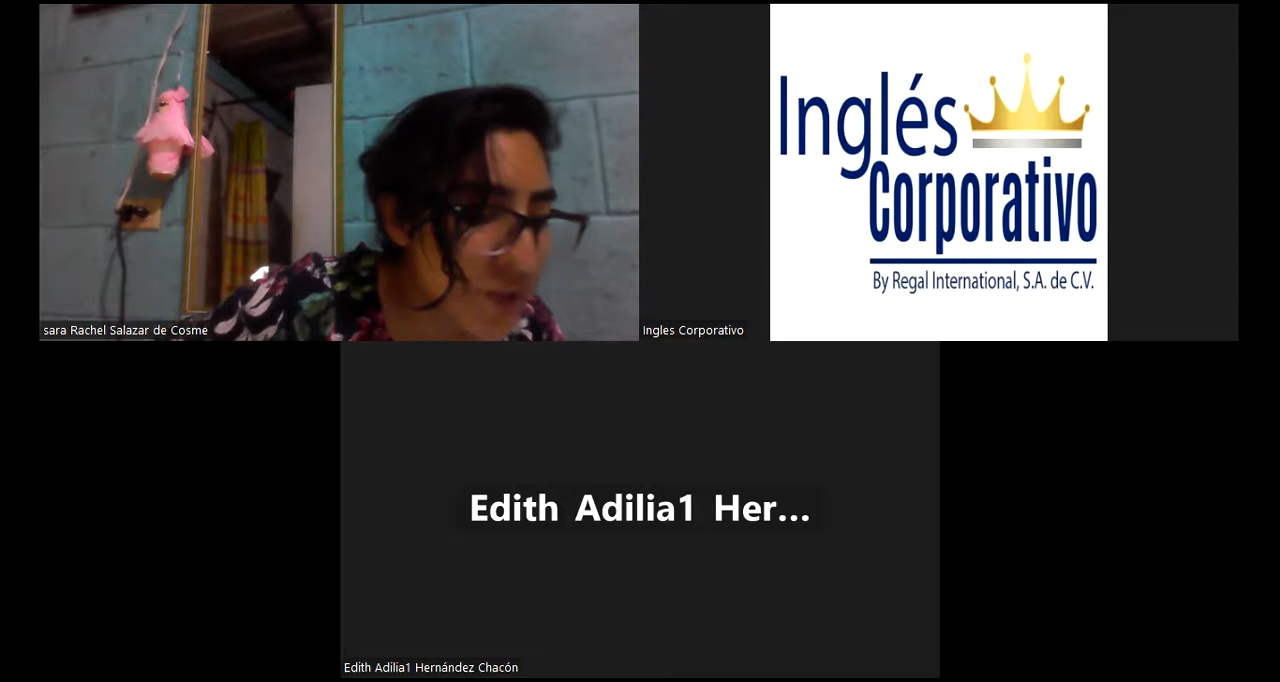 Inglés
Corporativo
By Regal International, S.A. de C.V.
sara Rachel Salazar de Cosme
Ingles Corporativo
Edith Adilia1 Her...
Edith Adilia1 Hernández Chacón